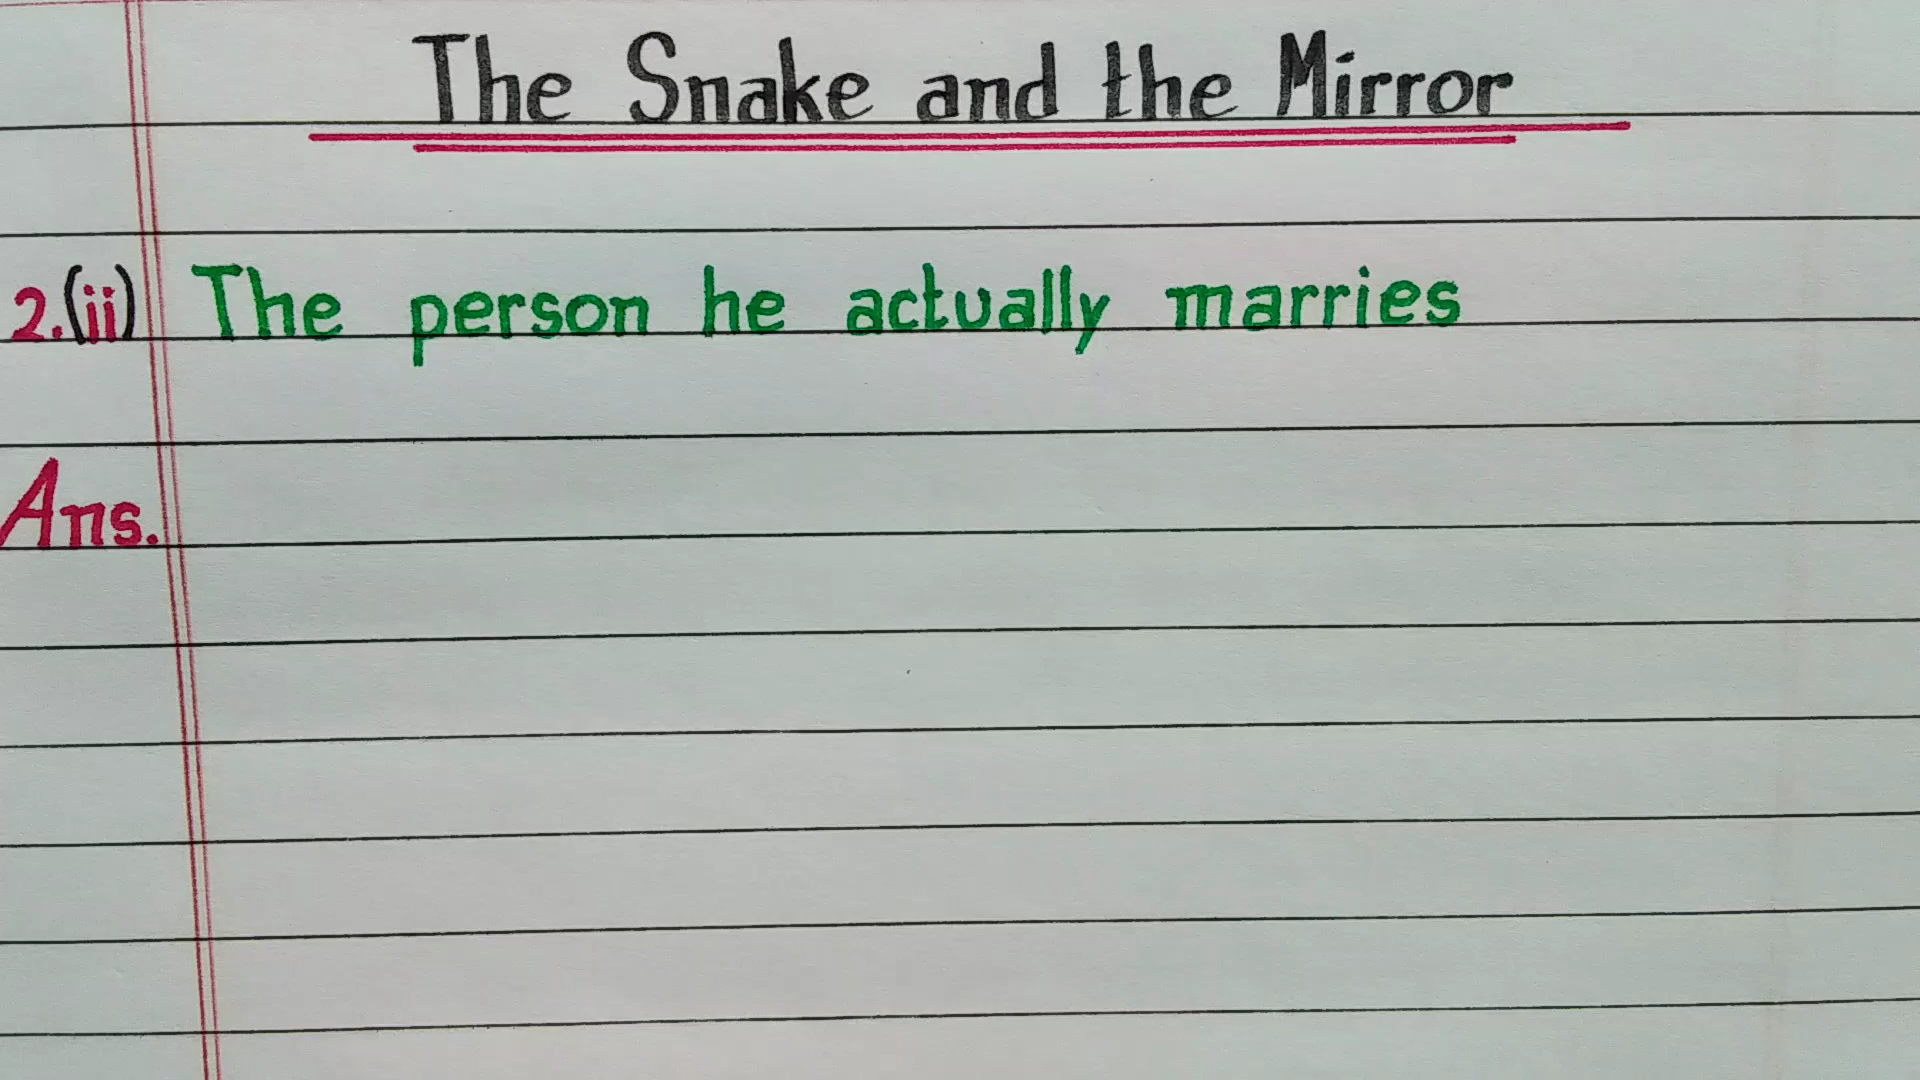 The Snake and the Mirror
2.(ii) The person he actually marries
Ans.